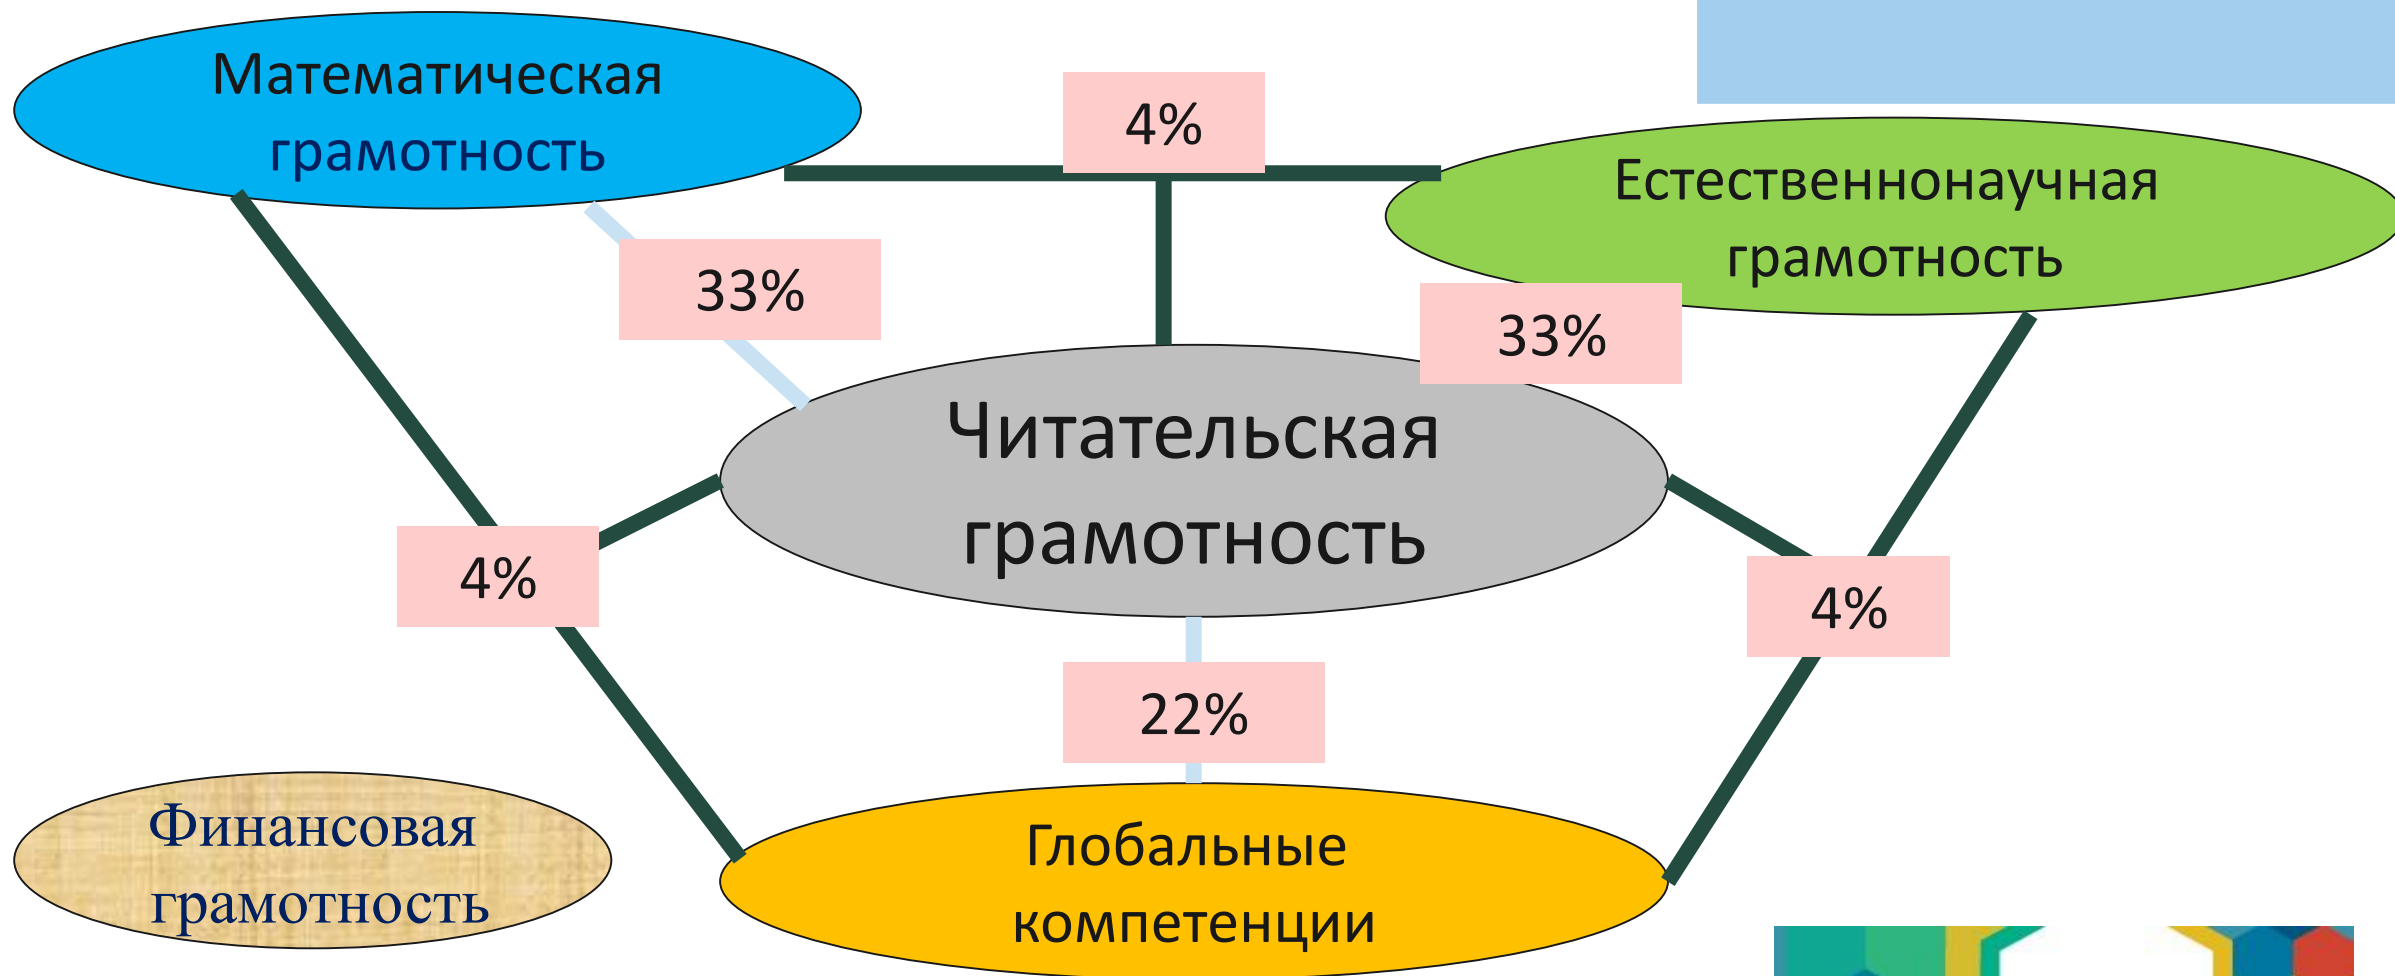 Математическая
грамотность
4%
Естественнонаучная
грамотность
33%
33%
Читательская
грамотность
4%
4%
22%
Финансовая
грамотность
Глобальные
компетенции